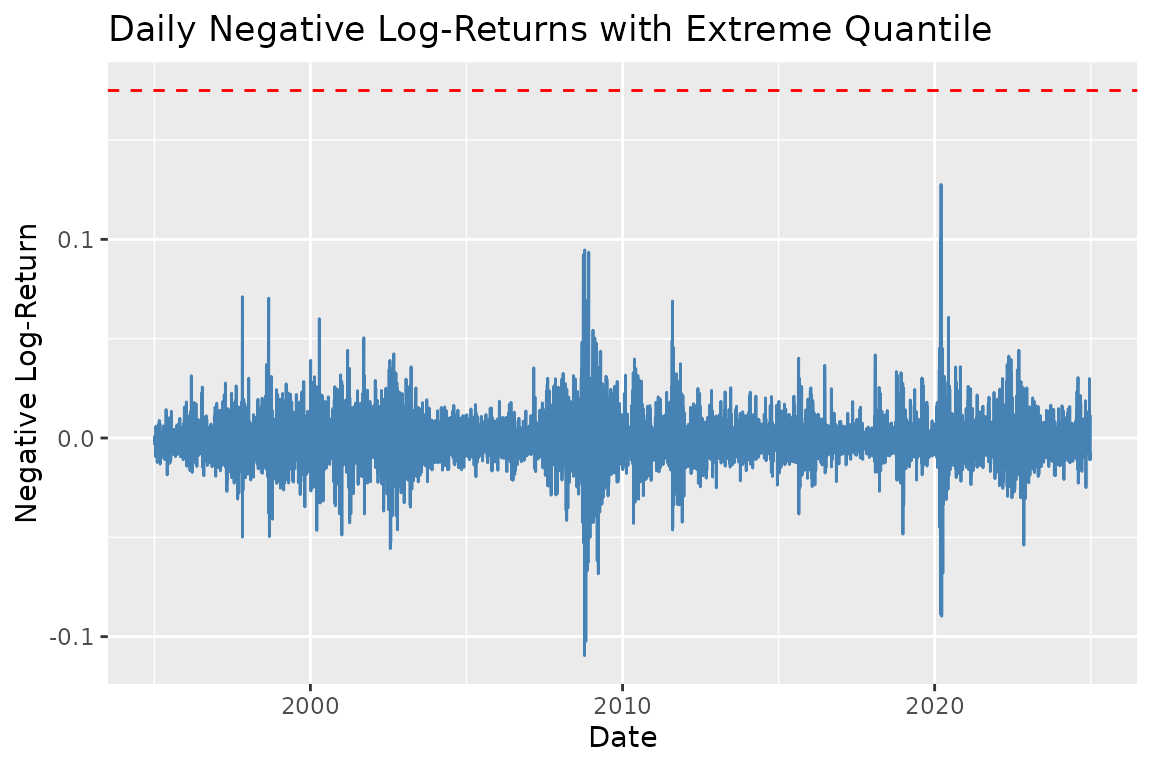 Daily Negative Log-Returns with Extreme Quantile
Negative Log-Return
0.1
0.0
-0.1
2000 2010 2020
Date